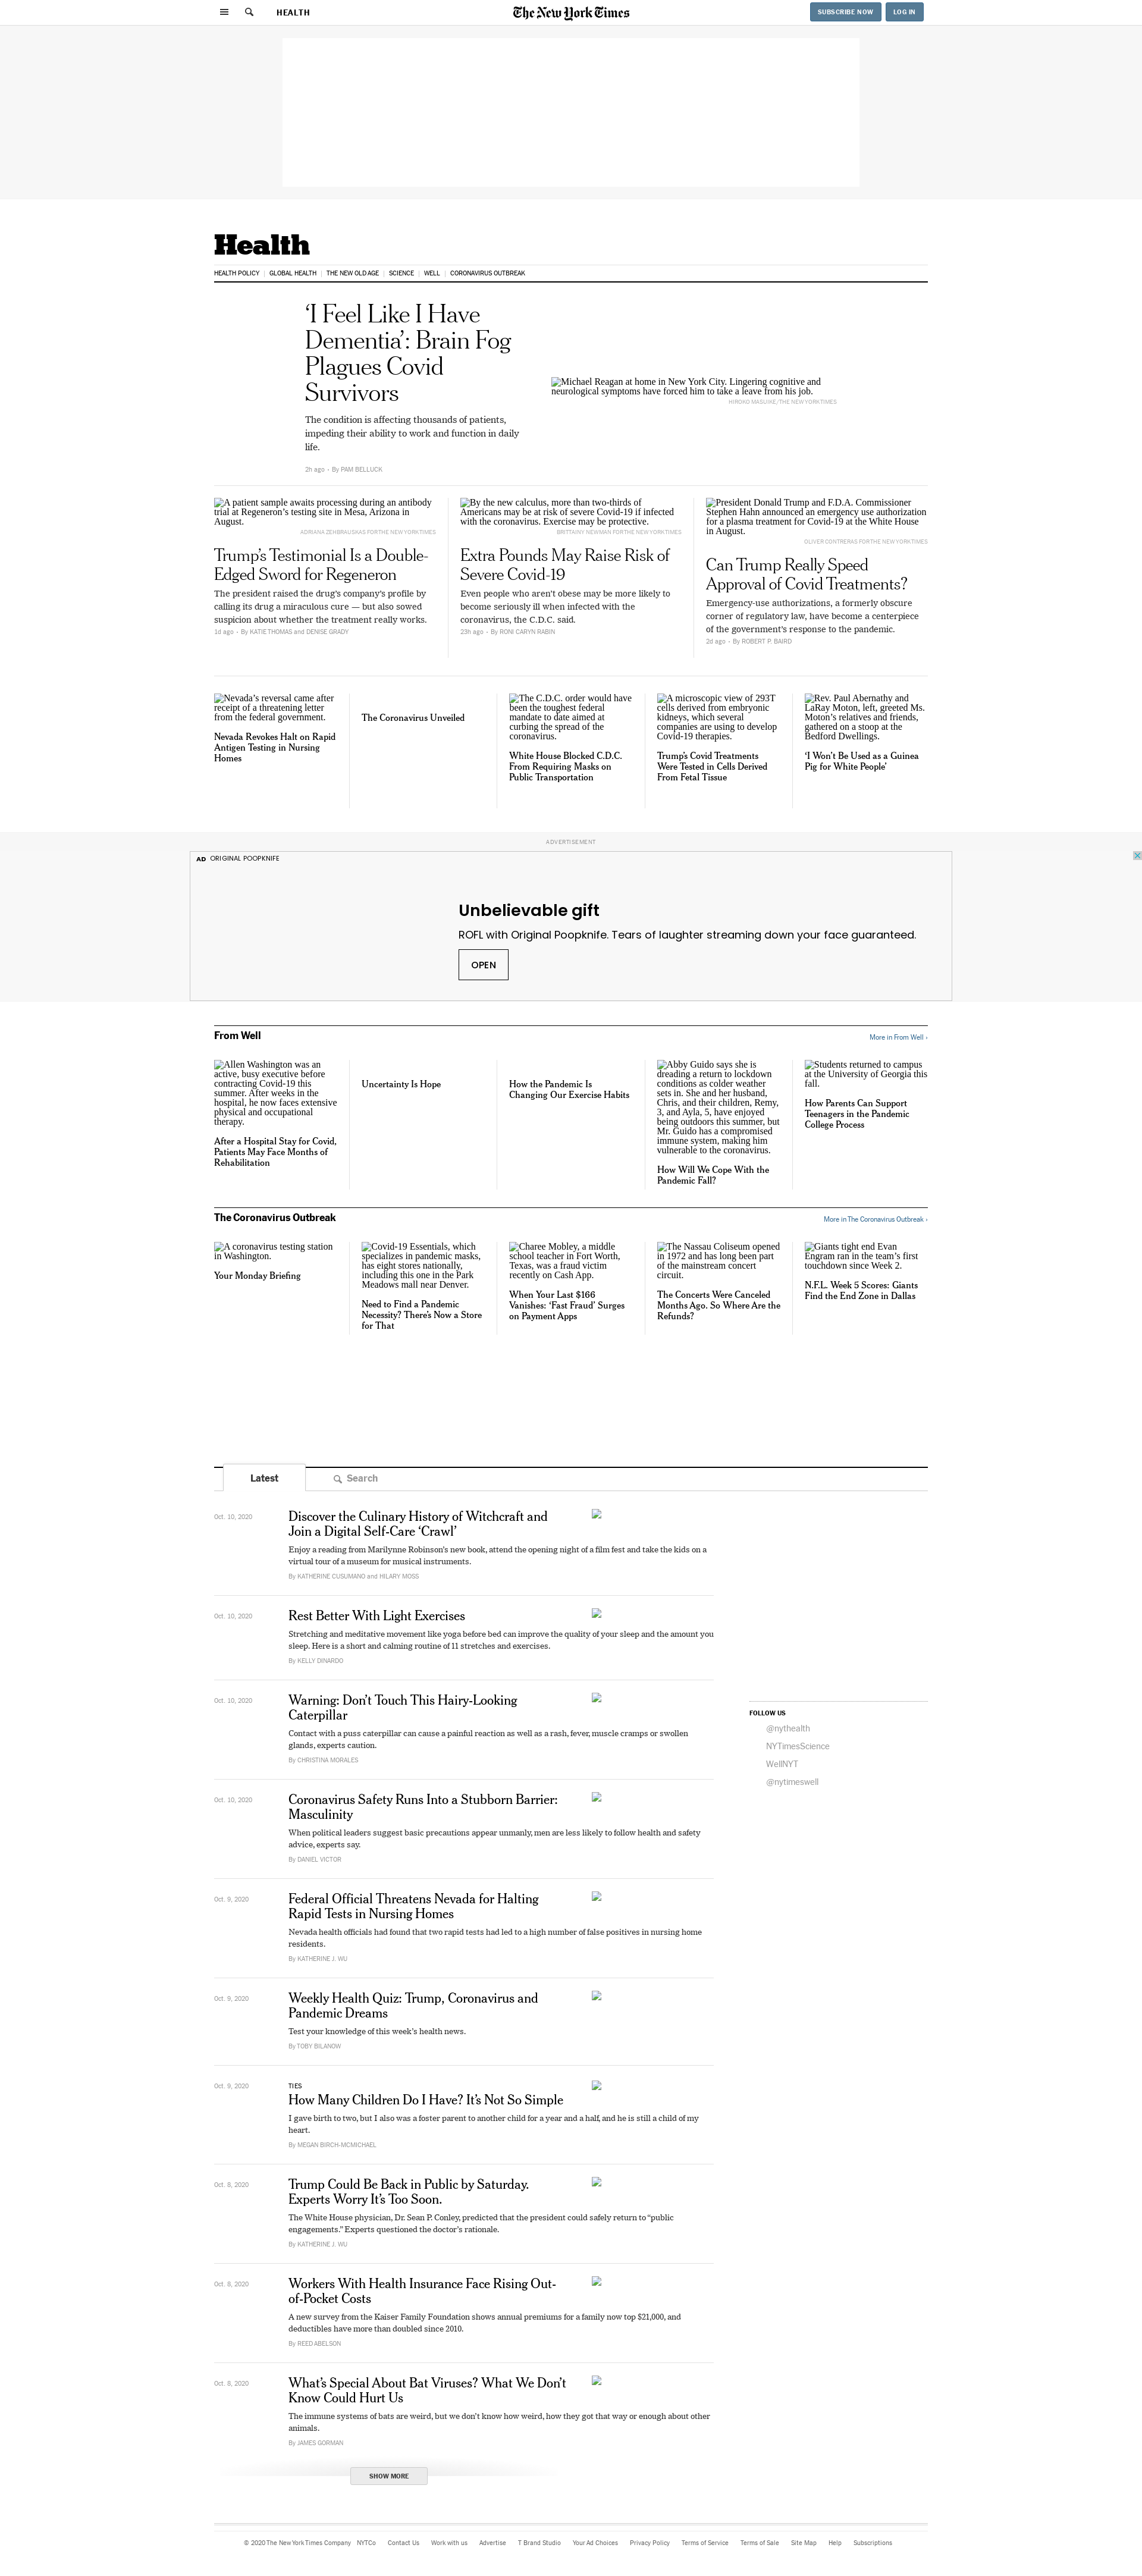 HEALTH
The New York Times
SUBSCRIBE NOW
LOG IN
Health
HEALTH POLICY
GLOBAL HEALTH
THE NEW OLD AGE
SCIENCE
WELL
CORONAVIRUS OUTBREAK
‘I Feel Like I Have
Dementia’: Brain Fog
Plagues Covid
Survivors
The condition is affecting thousands of patients,
impeding their ability to work and function in daily
life.
2h ago · By PAM BELLUCK
Michael Reagan at home in New York City. Lingering cognitive and
neurological symptoms have forced him to take a leave from his job.
HIROKO MASUIKE/THE NEW YORK TIMES
A patient sample awaits processing during an antibody
trial at Regeneron’s testing site in Mesa, Arizona in
August.
ADRIANA ZEHBRAUSKAS FOR THE NEW YORK TIMES
Trump’s Testimonial Is a Double-
Edged Sword for Regeneron
The president raised the drug’s company’s profile by
calling its drug a miraculous cure — but also sowed
suspicion about whether the treatment really works.
1d ago · By KATIE THOMAS and DENISE GRADY
By the new calculus, more than two-thirds of
Americans may be at risk of severe Covid-19 if infected
with the coronavirus. Exercise may be protective.
BRITTAINY NEWMAN FOR THE NEW YORK TIMES
Extra Pounds May Raise Risk of
Severe Covid-19
Even people who aren’t obese may be more likely to
become seriously ill when infected with the
coronavirus, the C.D.C. said.
23h ago · By RONI CARYN RABIN
President Donald Trump and F.D.A. Commissioner
Stephen Hahn announced an emergency use authorization
for a plasma treatment for Covid-19 at the White House
in August.
OLIVER CONTRERAS FOR THE NEW YORK TIMES
Can Trump Really Speed
Approval of Covid Treatments?
Emergency-use authorizations, a formerly obscure
corner of regulatory law, have become a centerpiece
of the government’s response to the pandemic.
2d ago · By ROBERT P. BAIRD
Nevada’s reversal came after
receipt of a threatening letter
from the federal government.
Nevada Revokes Halt on Rapid
Antigen Testing in Nursing
Homes
The Coronavirus Unveiled
The C.D.C. order would have
been the toughest federal
mandate to date aimed at
curbing the spread of the
coronavirus.
White House Blocked C.D.C.
From Requiring Masks on
Public Transportation
A microscopic view of 293T
cells derived from embryonic
kidneys, which several
companies are using to develop
Covid-19 therapies.
Trump’s Covid Treatments
Were Tested in Cells Derived
From Fetal Tissue
Rev. Paul Abernathy and
LaRay Moton, left, greeted Ms.
Moton’s relatives and friends,
gathered on a stoop at the
Bedford Dwellings.
‘I Won’t Be Used as a Guinea
Pig for White People’
ADVERTISEMENT
AD ORIGINAL POOPKNIFE
Unbelievable gift
ROFL with Original Poopknife. Tears of laughter streaming down your face guaranteed.
OPEN
From Well
More in From Well ›
Allen Washington was an
active, busy executive before
contracting Covid-19 this
summer. After weeks in the
hospital, he now faces extensive
physical and occupational
therapy.
After a Hospital Stay for Covid,
Patients May Face Months of
Rehabilitation
Uncertainty Is Hope
How the Pandemic Is
Changing Our Exercise Habits
Abby Guido says she is
dreading a return to lockdown
conditions as colder weather
sets in. She and her husband,
Chris, and their children, Remy,
3, and Ayla, 5, have enjoyed
being outdoors this summer, but
Mr. Guido has a compromised
immune system, making him
vulnerable to the coronavirus.
How Will We Cope With the
Pandemic Fall?
Students returned to campus
at the University of Georgia this
fall.
How Parents Can Support
Teenagers in the Pandemic
College Process
The Coronavirus Outbreak
More in The Coronavirus Outbreak ›
A coronavirus testing station
in Washington.
Your Monday Briefing
Covid-19 Essentials, which
specializes in pandemic masks,
has eight stores nationally,
including this one in the Park
Meadows mall near Denver.
Need to Find a Pandemic
Necessity? There’s Now a Store
for That
Charee Mobley, a middle
school teacher in Fort Worth,
Texas, was a fraud victim
recently on Cash App.
When Your Last $166
Vanishes: ‘Fast Fraud’ Surges
on Payment Apps
The Nassau Coliseum opened
in 1972 and has long been part
of the mainstream concert
circuit.
The Concerts Were Canceled
Months Ago. So Where Are the
Refunds?
Giants tight end Evan
Engram ran in the team’s first
touchdown since Week 2.
N.F.L. Week 5 Scores: Giants
Find the End Zone in Dallas
Latest
Search
Oct. 10, 2020
Discover the Culinary History of Witchcraft and
Join a Digital Self-Care ‘Crawl’
Enjoy a reading from Marilynne Robinson’s new book, attend the opening night of a film fest and take the kids on a
virtual tour of a museum for musical instruments.
By KATHERINE CUSUMANO and HILARY MOSS
Oct. 10, 2020
Rest Better With Light Exercises
Stretching and meditative movement like yoga before bed can improve the quality of your sleep and the amount you
sleep. Here is a short and calming routine of 11 stretches and exercises.
By KELLY DINARDO
Oct. 10, 2020
Warning: Don’t Touch This Hairy-Looking
Caterpillar
Contact with a puss caterpillar can cause a painful reaction as well as a rash, fever, muscle cramps or swollen
glands, experts caution.
By CHRISTINA MORALES
FOLLOW US
@nythealth
NYTimesScience
WellNYT
@nytimeswell
Oct. 10, 2020
Coronavirus Safety Runs Into a Stubborn Barrier:
Masculinity
When political leaders suggest basic precautions appear unmanly, men are less likely to follow health and safety
advice, experts say.
By DANIEL VICTOR
Oct. 9, 2020
Federal Official Threatens Nevada for Halting
Rapid Tests in Nursing Homes
Nevada health officials had found that two rapid tests had led to a high number of false positives in nursing home
residents.
By KATHERINE J. WU
Oct. 9, 2020
Weekly Health Quiz: Trump, Coronavirus and
Pandemic Dreams
Test your knowledge of this week’s health news.
By TOBY BILANOW
Oct. 9, 2020
TIES
How Many Children Do I Have? It’s Not So Simple
I gave birth to two, but I also was a foster parent to another child for a year and a half, and he is still a child of my
heart.
By MEGAN BIRCH-MCMICHAEL
Oct. 8, 2020
Trump Could Be Back in Public by Saturday.
Experts Worry It’s Too Soon.
The White House physician, Dr. Sean P. Conley, predicted that the president could safely return to “public
engagements.” Experts questioned the doctor’s rationale.
By KATHERINE J. WU
Oct. 8, 2020
Workers With Health Insurance Face Rising Out-
of-Pocket Costs
A new survey from the Kaiser Family Foundation shows annual premiums for a family now top $21,000, and
deductibles have more than doubled since 2010.
By REED ABELSON
Oct. 8, 2020
What’s Special About Bat Viruses? What We Don’t
Know Could Hurt Us
The immune systems of bats are weird, but we don’t know how weird, how they got that way or enough about other
animals.
By JAMES GORMAN
SHOW MORE
© 2020 The New York Times Company NYTCo Contact Us Work with us Advertise T Brand Studio Your Ad Choices Privacy Policy Terms of Service Terms of Sale Site Map Help Subscriptions